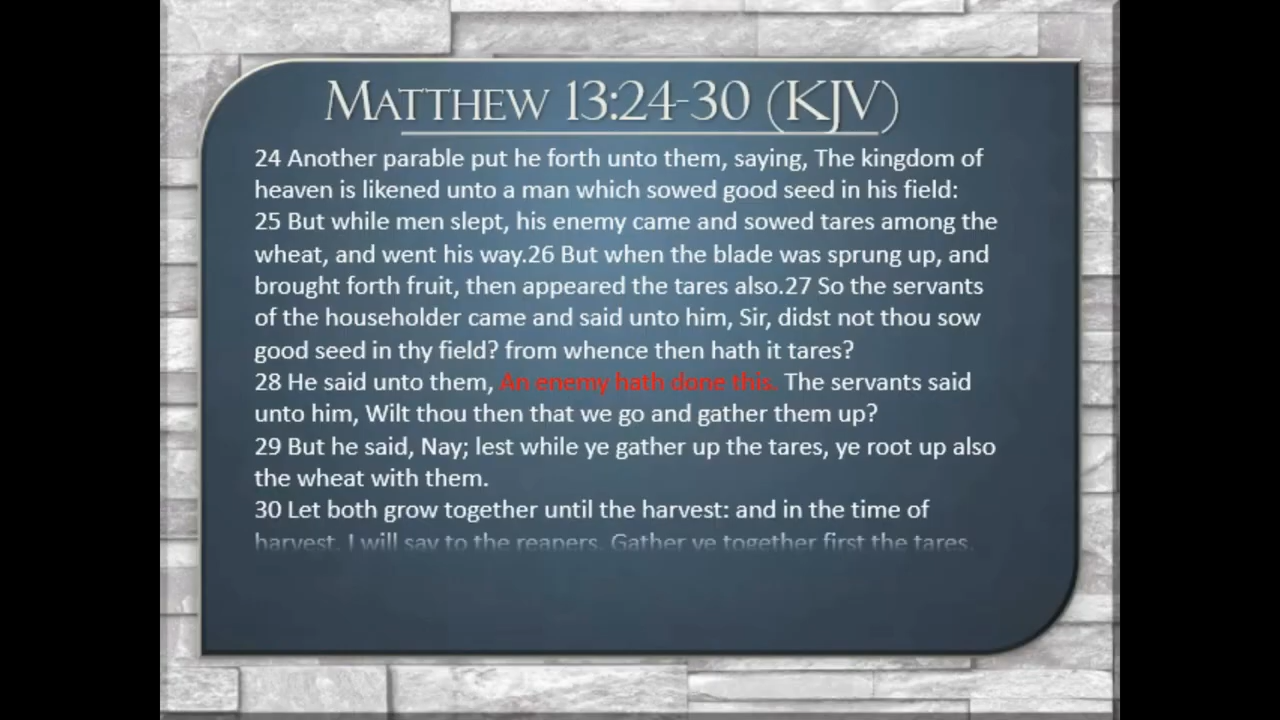 Matthew 13:24-30 (KJV)
24 Another parable put he forth unto them, saying, The kingdom of
heaven is likened unto a man which sowed good seed in his field:
25 But while men slept, his enemy came and sowed tares among the
wheat, and went his way.26 But when the blade was sprung up, and
brought forth fruit, then appeared the tares also.27 So the servants
of the householder came and said unto him, Sir, didst not thou sow
good seed in thy field? from whence then hath it tares?
28 He said unto them, An enemy hath done this. The servants said
unto him, Wilt thou then that we go and gather them up?
29 But he said, Nay; lest while ye gather up the tares, ye root up also
the wheat with them.
30 Let both grow together until the harvest: and in the time of
harvest, I will say to the reapers, Gather ye together first the tares,